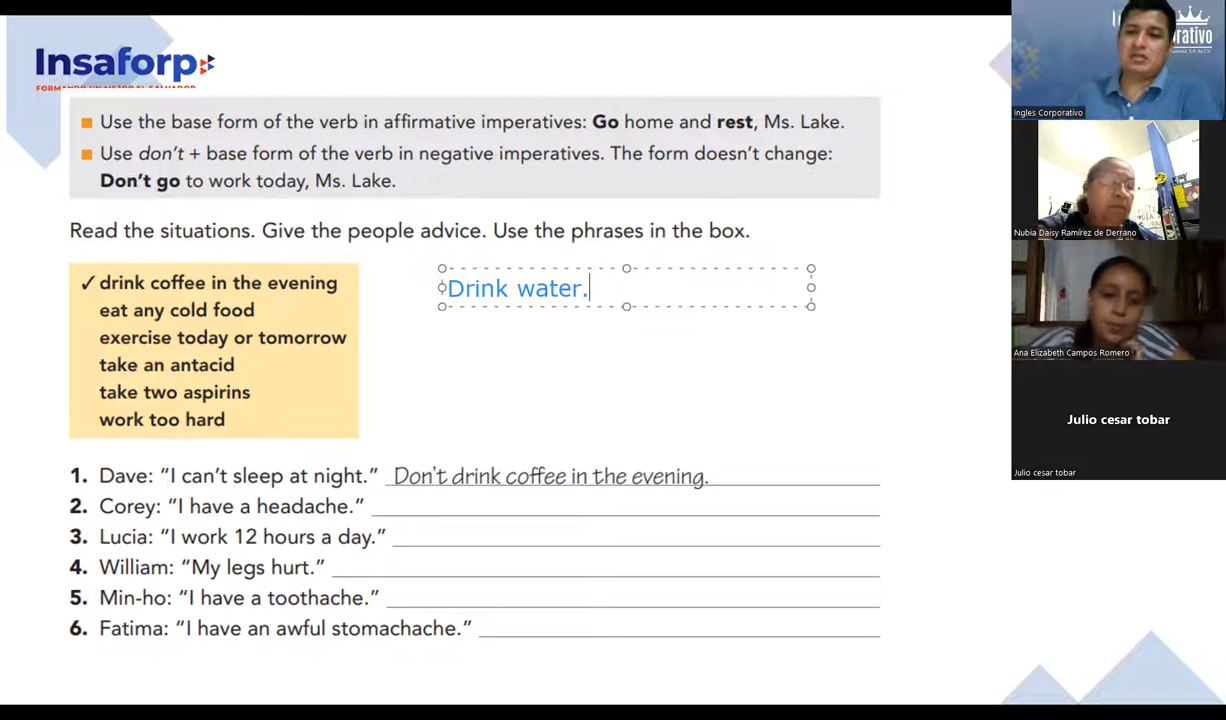 Insaforp
Use the base form of the verb in affirmative imperatives: Go home and rest, Ms. Lake.
Use don't + base form of the verb in negative imperatives. The form doesn't change:
Don't go to work today, Ms. Lake.
Read the situations. Give the people advice. Use the phrases in the box.
✓ drink coffee in the evening
eat any cold food
exercise today or tomorrow
take an antacid
take two aspirins
work too hard
Drink water.
1. Dave: “I can't sleep at night.” Don't drink coffee in the evening.
2. Corey: “I have a headache.”
3. Lucia: “I work 12 hours a day.”
4. William: “My legs hurt.”
5. Min-ho: “I have a toothache.”
6. Fatima: “I have an awful stomachache.”
Ingles Corporativo
Nubia Daisy Ramírez de Derrano
Ana Elizabeth Campos Romero
Julio cesar tobar
Julio cesar tobar